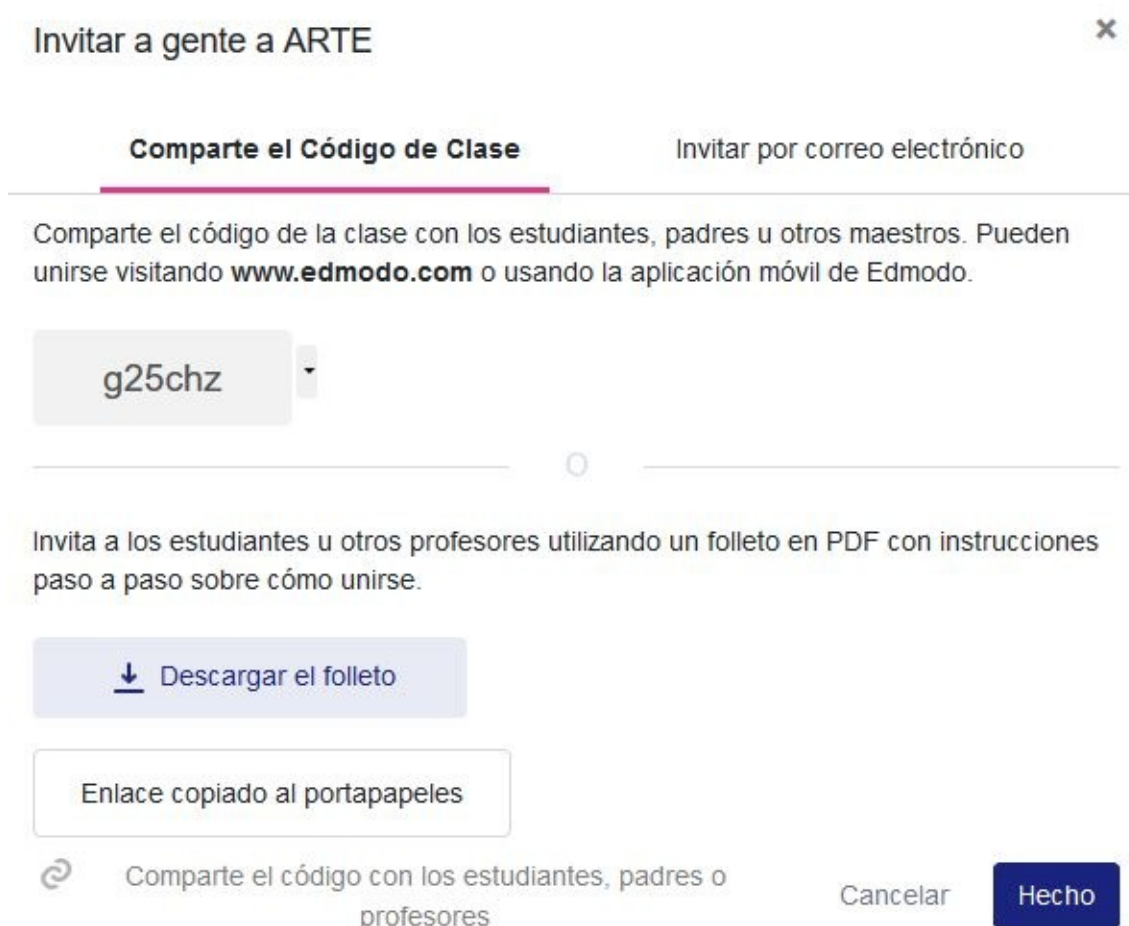 Invitar a gente a ARTE
×
Comparte el Código de Clase
Invitar por correo electrónico
Comparte el código de la clase con los estudiantes, padres u otros maestros. Pueden
unirse visitando www.edmodo.com o usando la aplicación móvil de Edmodo.
g25chz
O
Invita a los estudiantes u otros profesores utilizando un folleto en PDF con instrucciones
paso a paso sobre cómo unirse.
Descargar el folleto
Enlace copiado al portapapeles
Comparte el código con los estudiantes, padres o
profesores
Cancelar
Hecho